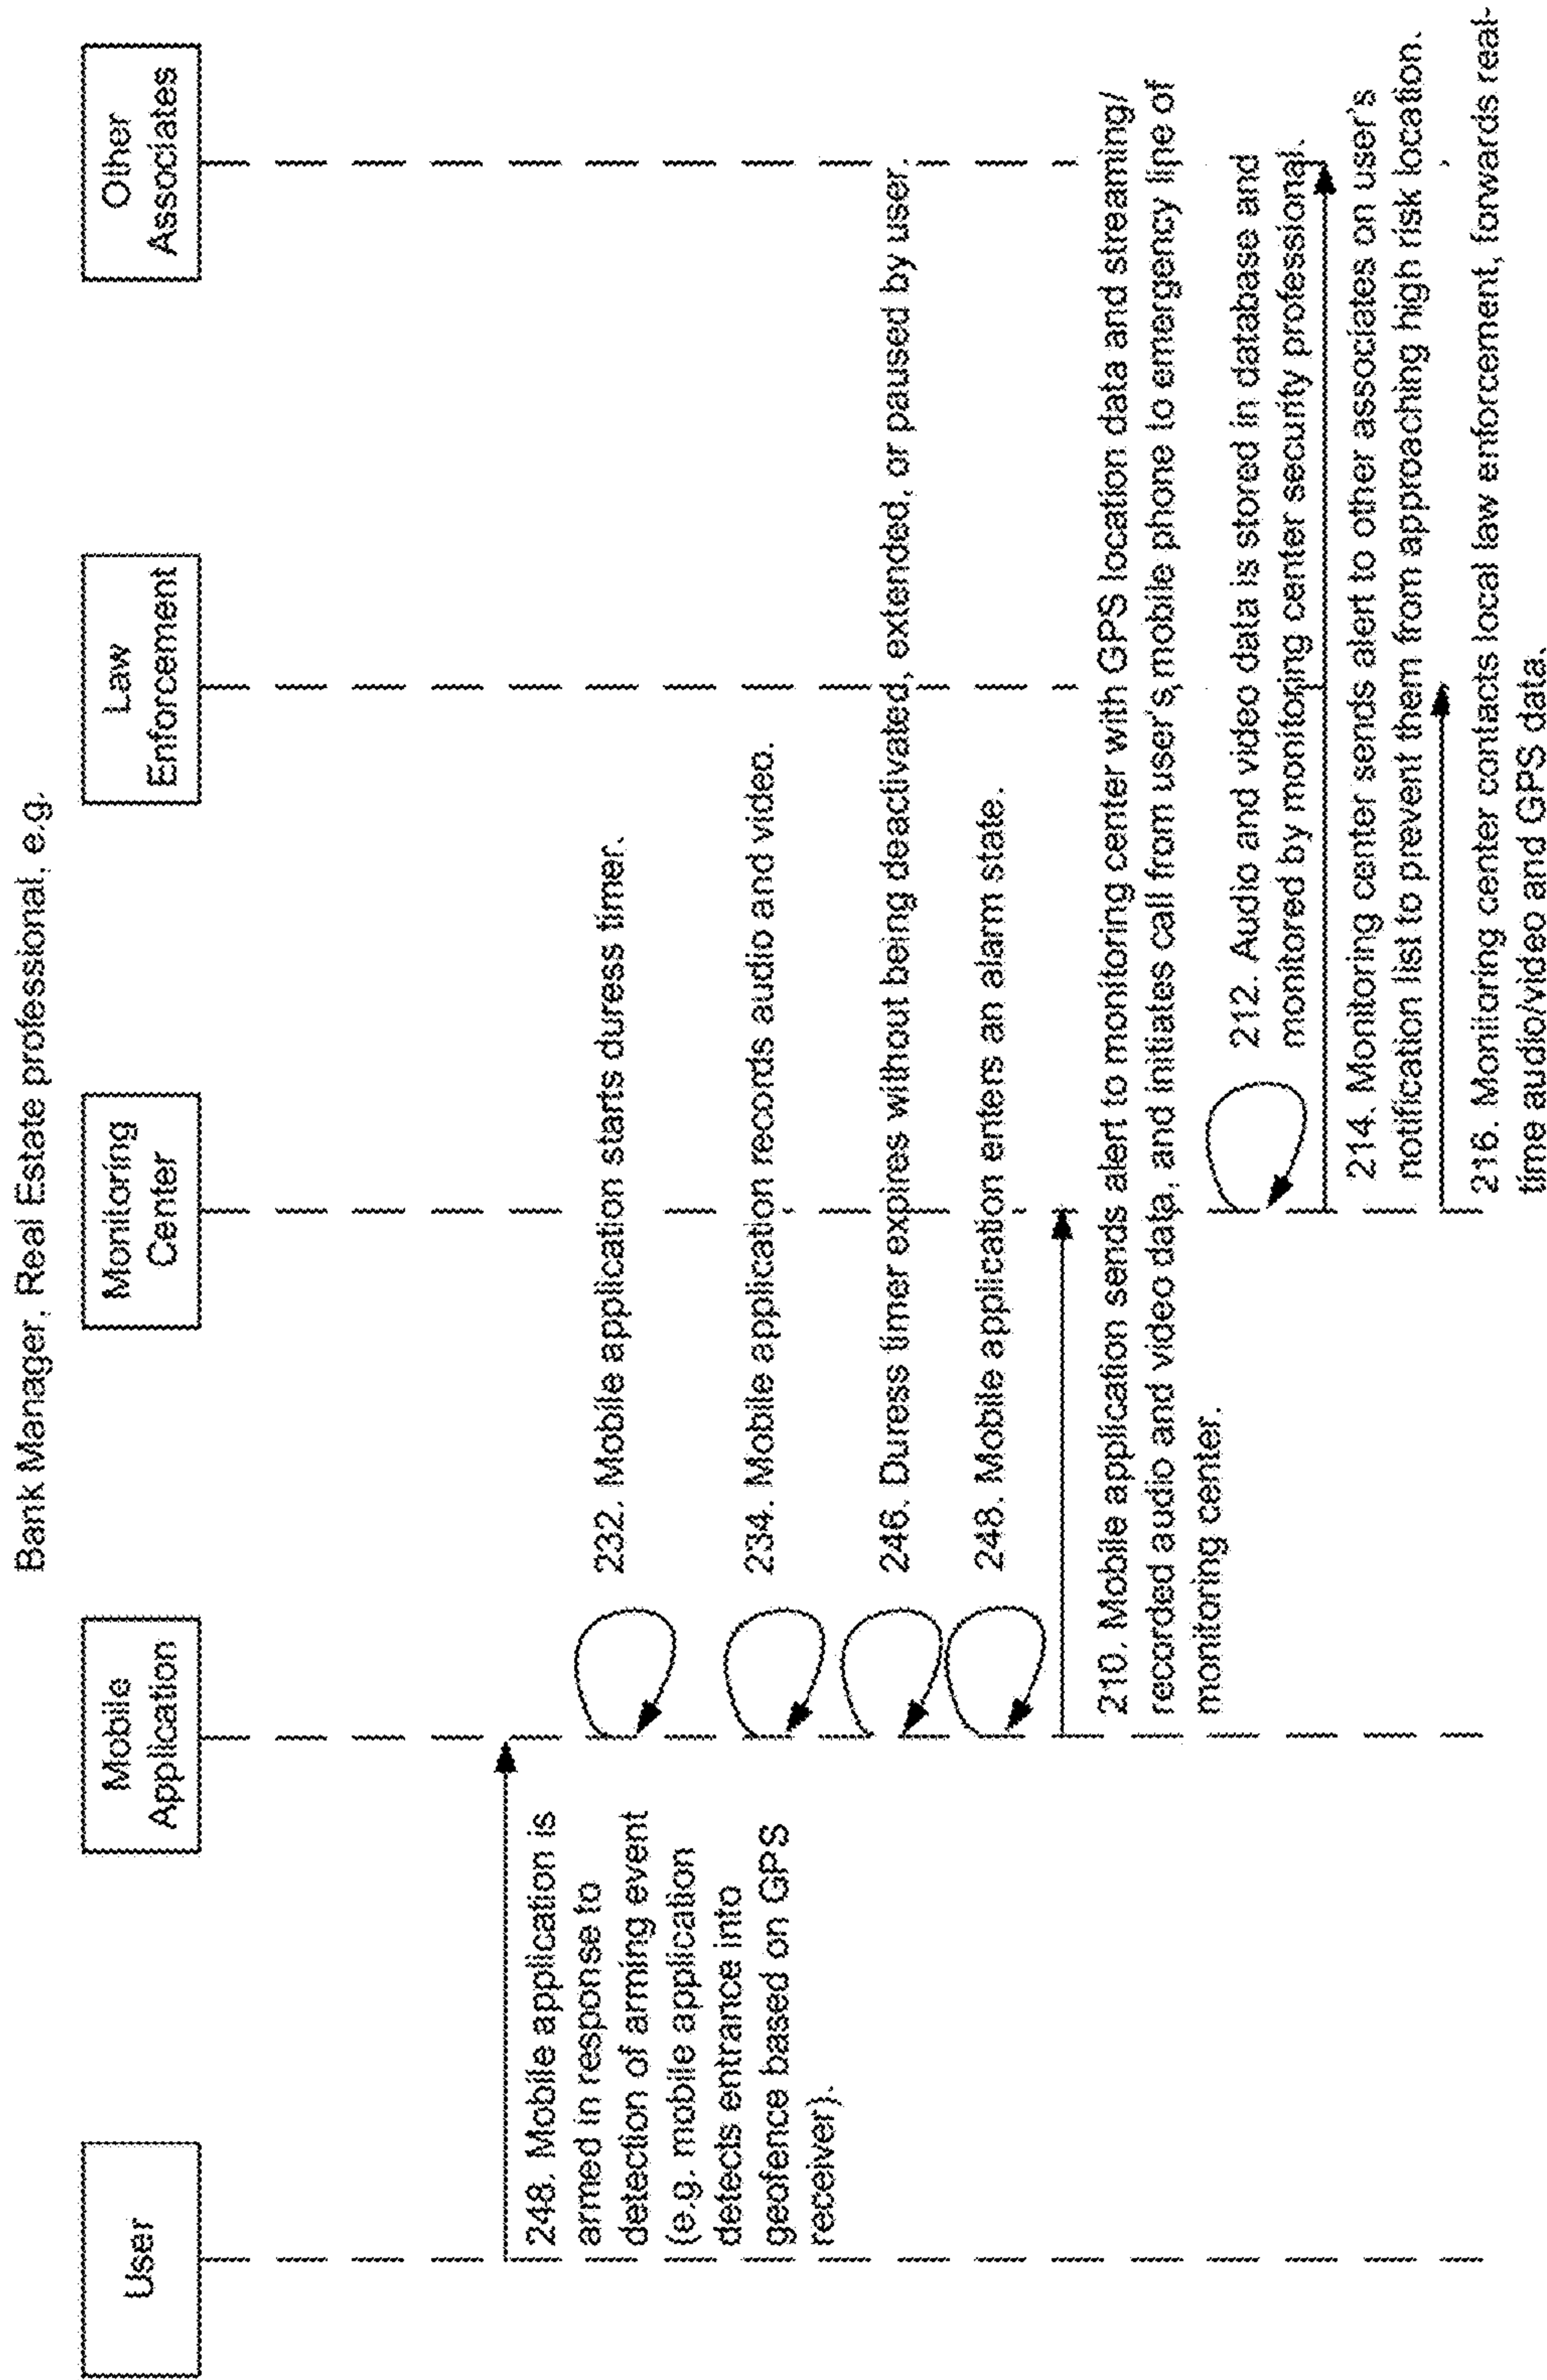 Bank Manager, Real Estate professional, e.g.
User
Mobile
Application
Monitoring
Center
Law
Enforcement
Other
Associates
248. Mobile application is
armed in response to
detection of arming event
(e.g. mobile application
detects entrance into
geofence based on GPS
receiver).
232. Mobile application starts duress timer.
234. Mobile application records audio and video.
246. Duress timer expires without being deactivated, extended, or paused by user.
248. Mobile application enters an alarm state.
210. Mobile application sends alert to monitoring center with GPS location data and streaming/
recorded audio and video data, and initiates call from user's mobile phone to emergency line of
monitoring center.
212. Audio and video data is stored in database and
monitored by monitoring center security professional.
214. Monitoring center sends alert to other associates on user's
notification list to prevent them from approaching high risk location.
216. Monitoring center contacts local law enforcement, forwards real-
time audio/video and GPS data.